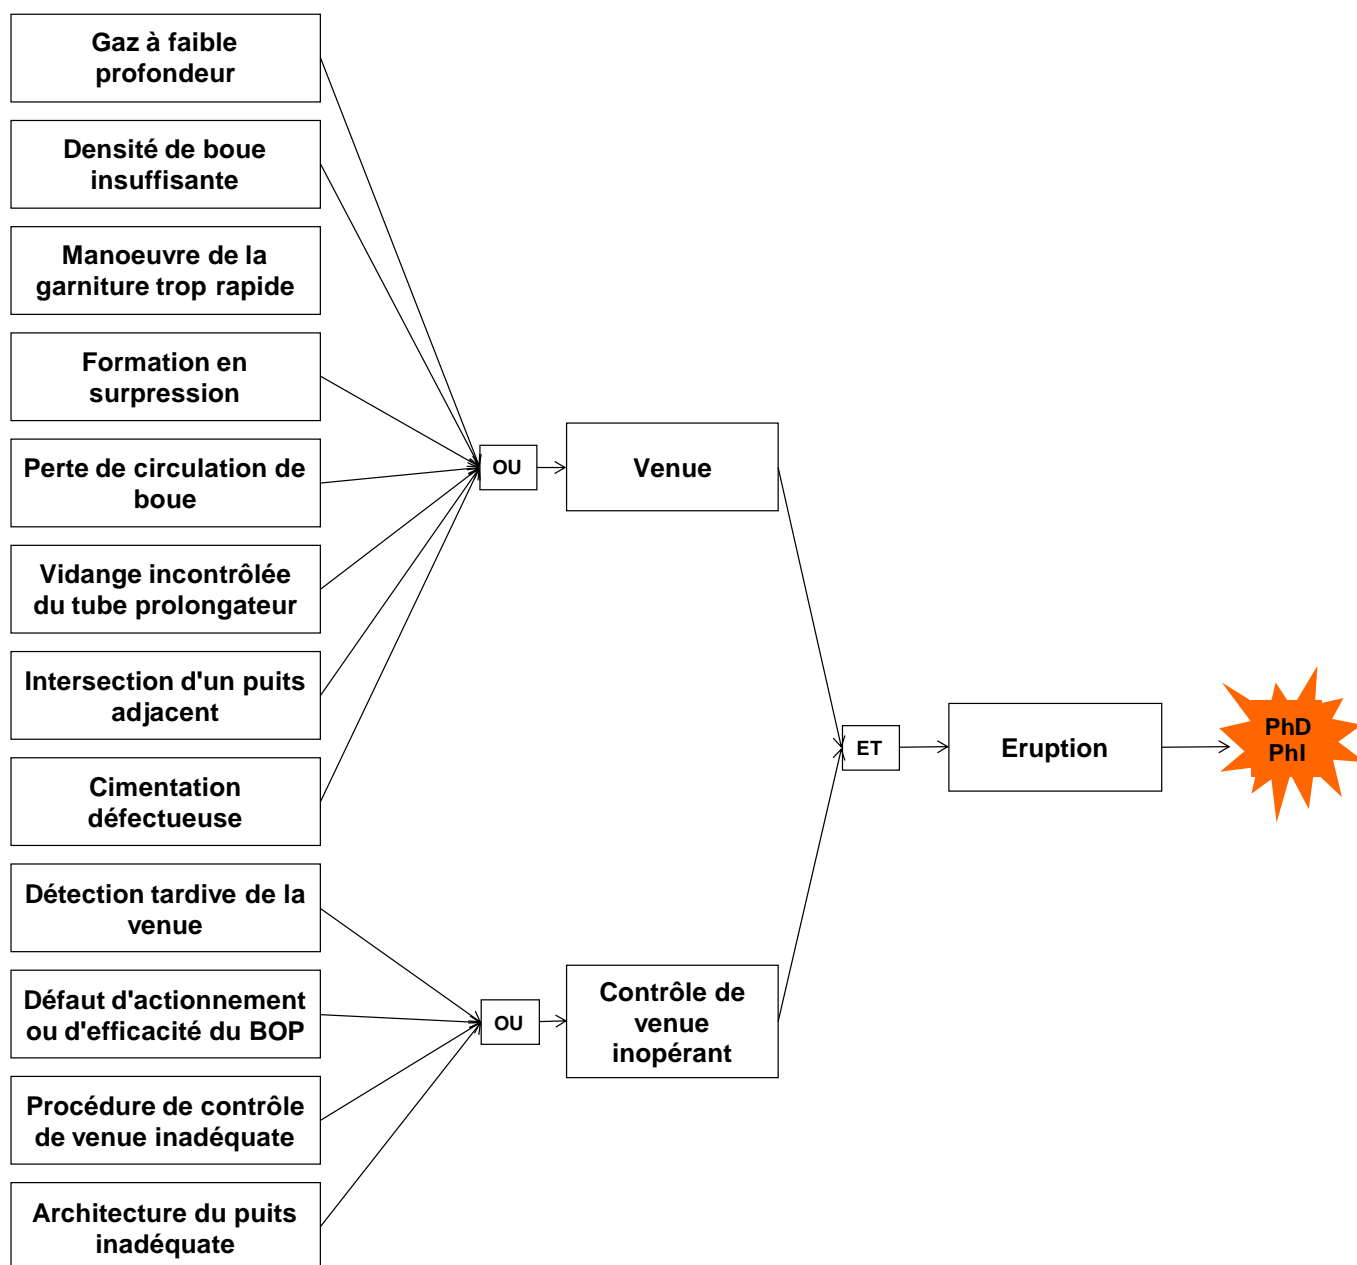 Gaz à faible
profondeur
Densité de boue
insuffisante
Manoeuvre de la
garniture trop rapide
Formation en
surpression
Perte de circulation de
boue
Vidange incontrôlée
du tube prolongateur
Intersection d'un puits
adjacent
Cimentation
défectueuse
Détection tardive de la
venue
Défaut d'actionnement
ou d'efficacité du BOP
Procédure de contrôle
de venue inadéquate
Architecture du puits
inadéquate
OU
Venue
OU
Contrôle de
venue
inopérant
ET
Eruption
PhD
PhI